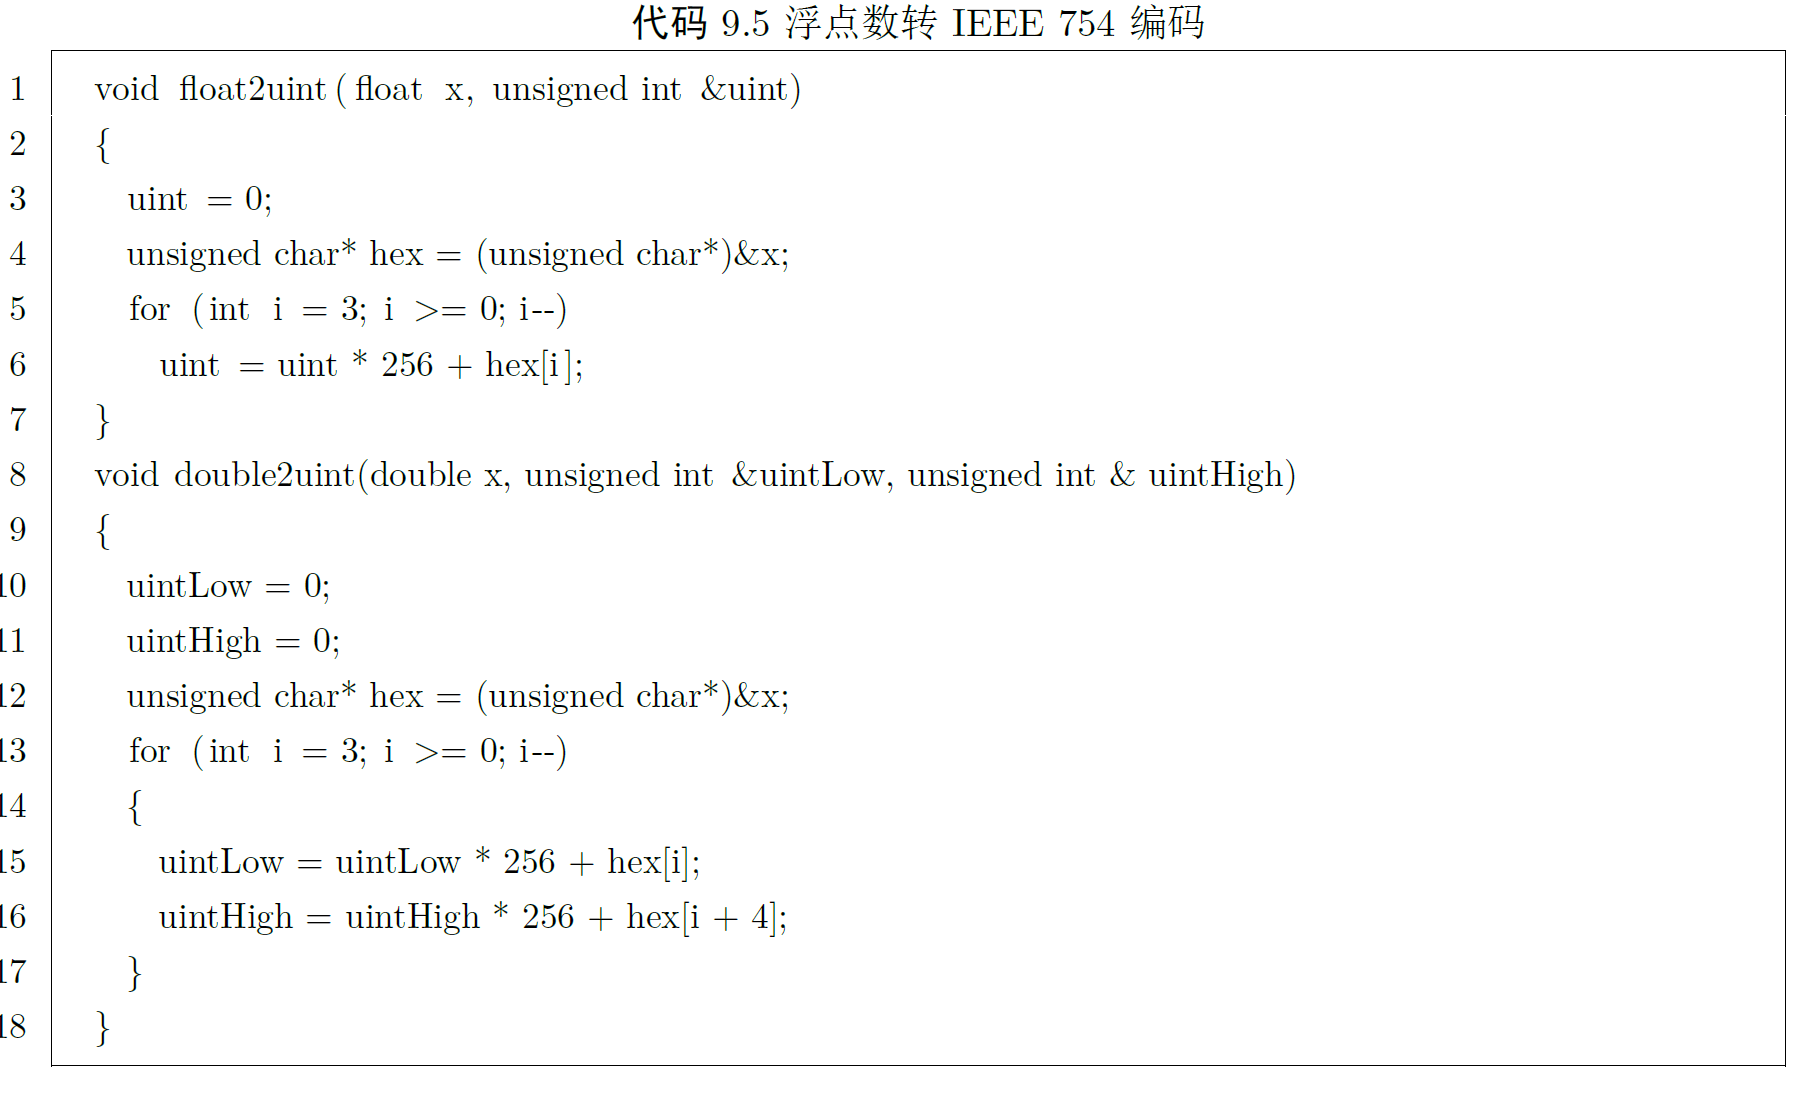 代码 9.5 浮点数转 IEEE 754 编码
1 void float2uint(float x, unsigned int &uint)
2 {
3 uint = 0;
4 unsigned char* hex = (unsigned char*)&x;
5 for (int i = 3; i >= 0; i--)
6 uint = uint * 256 + hex[i];
7 }
8 void double2uint(double x, unsigned int &uintLow, unsigned int & uintHigh)
9 {
10 uintLow = 0;
11 uintHigh = 0;
12 unsigned char* hex = (unsigned char*)&x;
13 for (int i = 3; i >= 0; i--)
14 {
15 uintLow = uintLow * 256 + hex[i];
16 uintHigh = uintHigh * 256 + hex[i + 4];
17 }
18 }